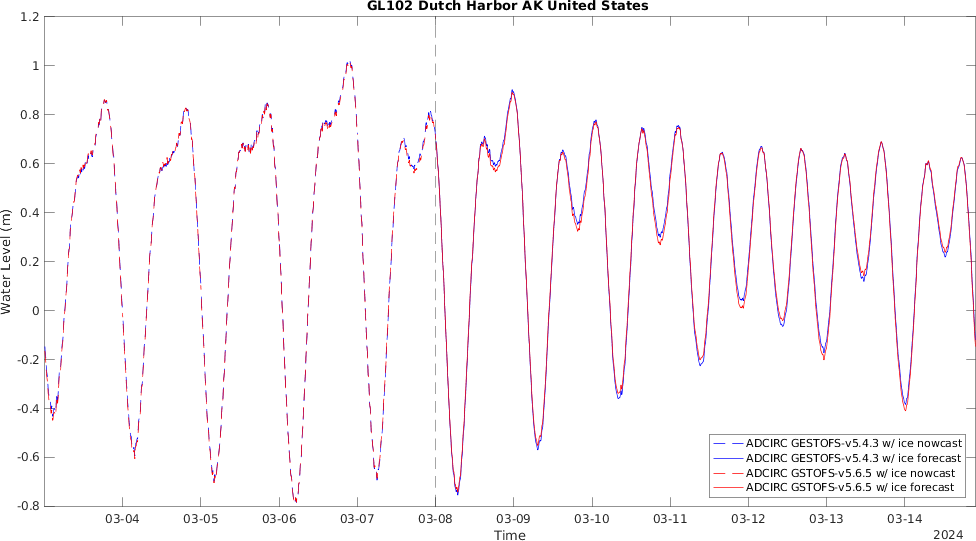 GL102 Dutch Harbor AK United States
1.2
1
0.8
0.6
0.4
0.2
0
-0.2
-0.4
-0.6
-0.8
Water Level (m)
ADCIRC GESTOFS-v5.4.3 w/ ice nowcast
ADCIRC GESTOFS-v5.4.3 w/ ice forecast
ADCIRC GSTOFS-v5.6.5 w/ ice nowcast
ADCIRC GSTOFS-v5.6.5 w/ ice forecast
03-04 03-05 03-06 03-07 03-08 03-09 03-10 03-11 03-12 03-13 03-14
Time
2024